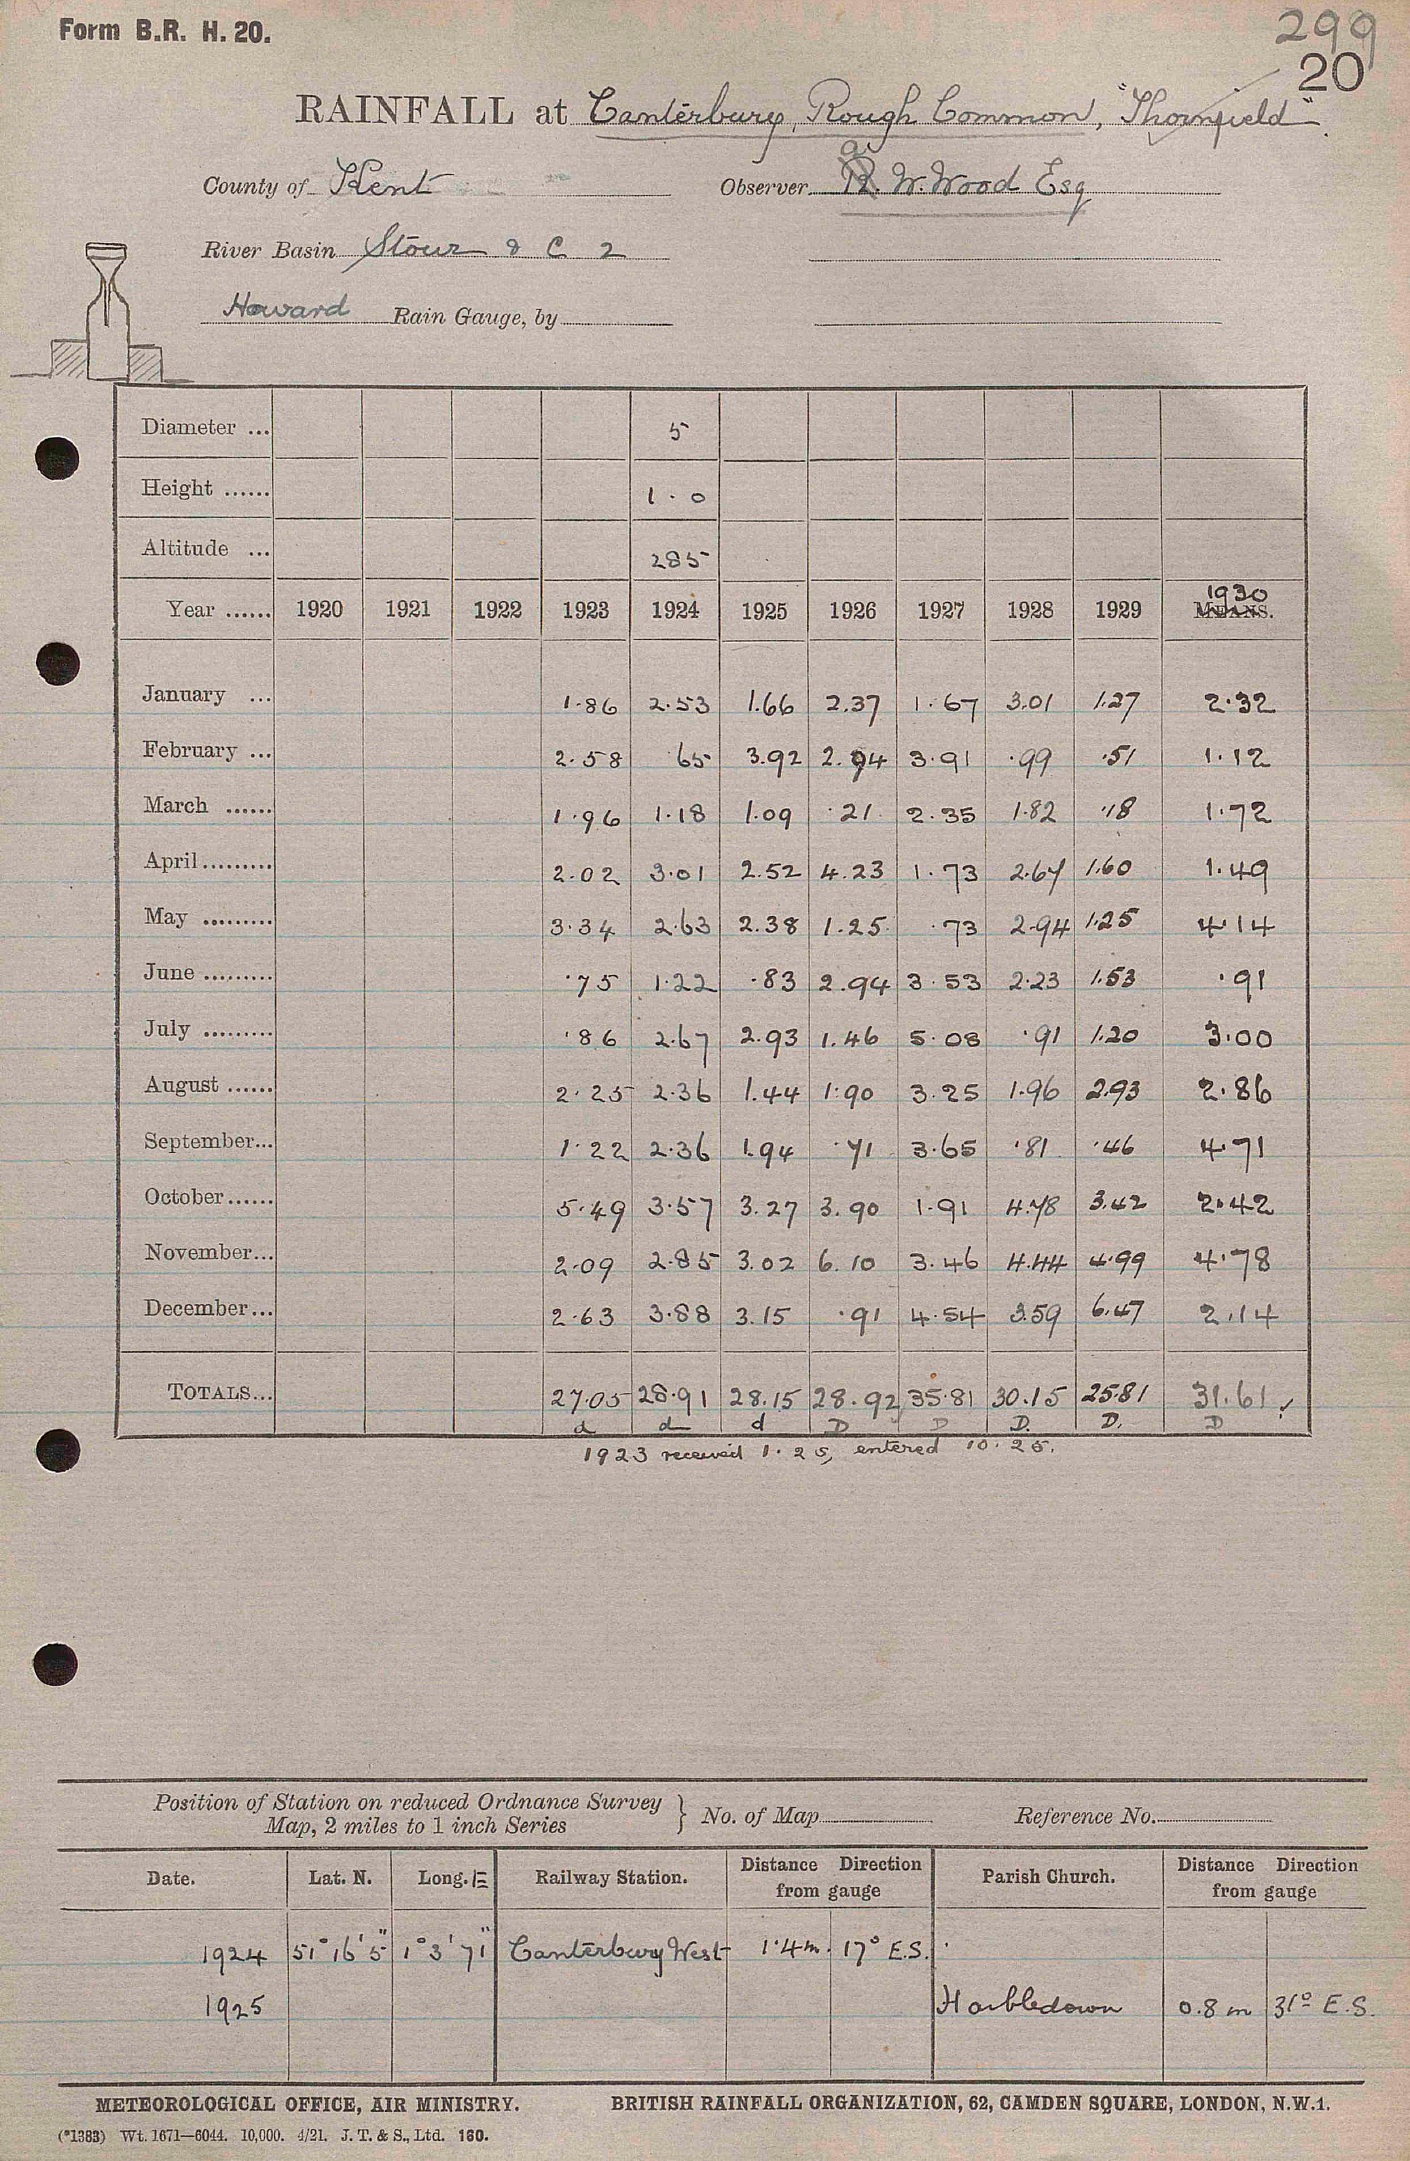 Form B.R. H. 20.
299
20
RAINFALL at Canterbury, Rough Common, "Thornfield".
County of Kent Observer G. W. Wood Esq
River Basin Stour & C 2
Howard Rain Gauge, by
Diameter ... 5
Height ...... 1.0
Altitude ... 285
Year ...... 1920 1921 1922 1923 1924 1925 1926 1927 1928 1929 1930 MEANS.
January ... 1.86 2.53 1.66 2.37 1.67 3.01 1.27 2.32
February ... 2.58 .65 3.92 2.94 3.91 .99 .51 1.12
March ...... 1.96 1.18 1.09 .21 2.35 1.82 .18 1.72
April ......... 2.02 3.01 2.52 4.23 1.73 2.67 1.60 1.49
May ......... 3.34 2.63 2.38 1.25 .73 2.94 1.25 4.14
June ......... .75 1.22 .83 2.94 3.53 2.23 1.53 .91
July ......... .86 2.67 2.93 1.46 5.08 .91 1.20 3.00
August ...... 2.25 2.36 1.44 1.90 3.25 1.96 2.93 2.86
September... 1.22 2.36 1.94 .71 3.65 .81 .46 4.71
October...... 5.49 3.57 3.27 3.90 1.91 4.78 3.42 2.42
November... 2.09 2.85 3.02 6.10 3.46 4.44 4.99 4.78
December... 2.63 3.88 3.15 .91 4.54 3.59 6.47 2.14
TOTALS... 27.05 28.91 28.15 28.92 35.81 30.15 25.81 31.61
d d d D D D. D. D
1923 received 1.25, entered 10.25.
Position of Station on reduced Ordnance Survey Map, 2 miles to 1 inch Series } No. of Map Reference No.
Date. Lat. N. Long. E Railway Station. Distance Direction from gauge Parish Church. Distance Direction from gauge
1924 51° 16' 5" 1° 3' 71" Canterbury West 1.4m. 17° E.S.
1925 Harbledown 0.8 m 31° E.S.
METEOROLOGICAL OFFICE, AIR MINISTRY. BRITISH RAINFALL ORGANIZATION, 62, CAMDEN SQUARE, LONDON, N.W.1.
(*1383) Wt. 1671—6044. 10,000. 4/21. J. T. & S., Ltd. 160.